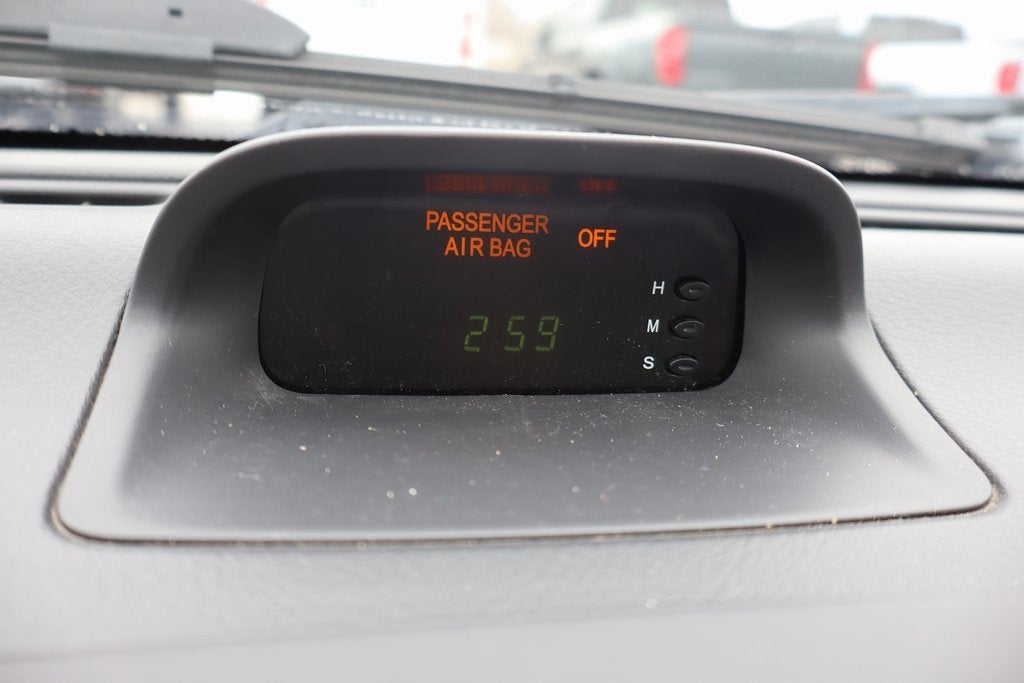 PASSENGER
AIR BAG OFF
H
2 59
M
S